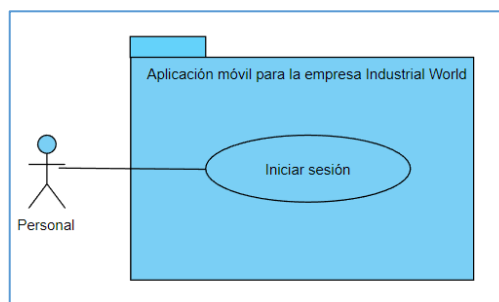 Aplicación móvil para la empresa Industrial World
Iniciar sesión
Personal